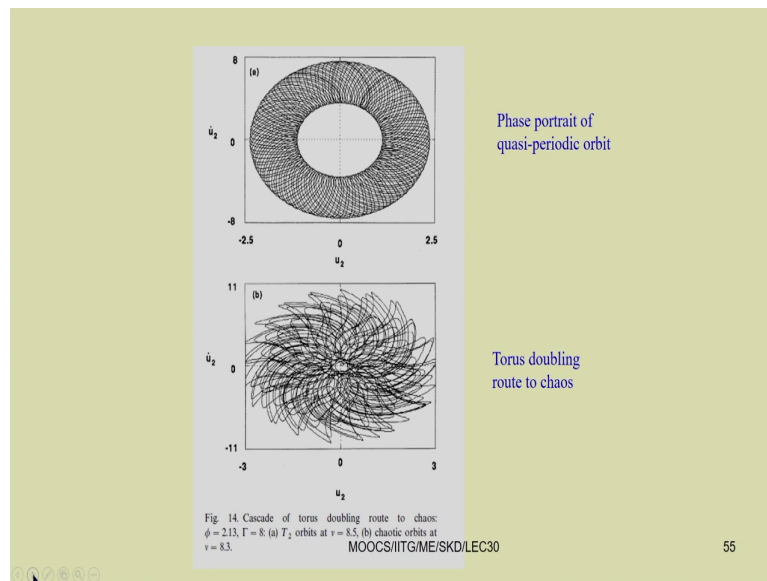 8
(a)
u̇₂
0
-8
-2.5
0
2.5
u₂
Phase portrait of
quasi-periodic orbit
11
(b)
u̇₂
0
-11
-3
0
3
u₂
Torus doubling
route to chaos
Fig. 14. Cascade of torus doubling route to chaos:
ϕ = 2.13, Γ = 8: (a) T₂ orbits at ν = 8.5, (b) chaotic orbits at
ν = 8.3.
MOOCS/IITG/ME/SKD/LEC30
55